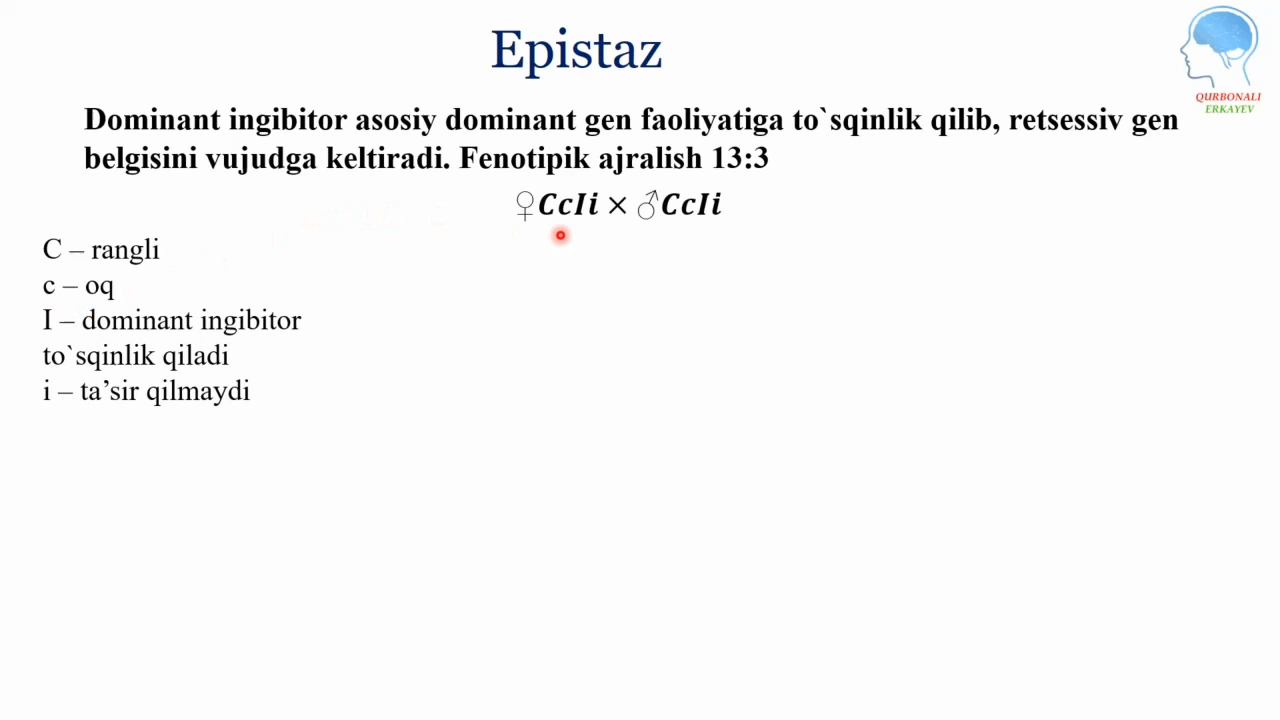 Epistaz
QURBONALI
ERKAYEV
Dominant ingibitor asosiy dominant gen faoliyatiga to`sqinlik qilib, retsessiv gen
belgisini vujudga keltiradi. Fenotipik ajralish 13:3
♀CcIi × ♂CcIi
C – rangli
c – oq
I – dominant ingibitor
to`sqinlik qiladi
i – ta’sir qilmaydi